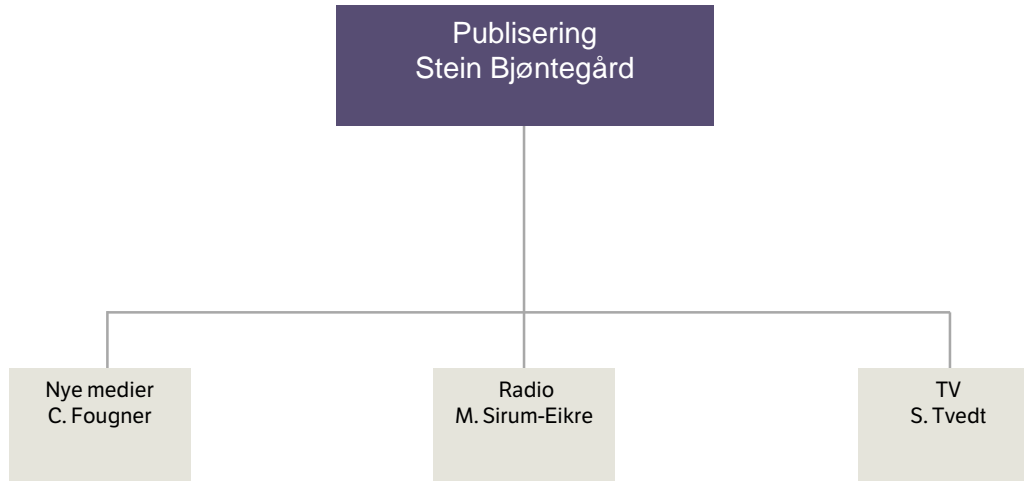 Publisering
Stein Bjøntegård
Nye medier
C. Fougner
Radio
M. Sirum-Eikre
TV
S. Tvedt